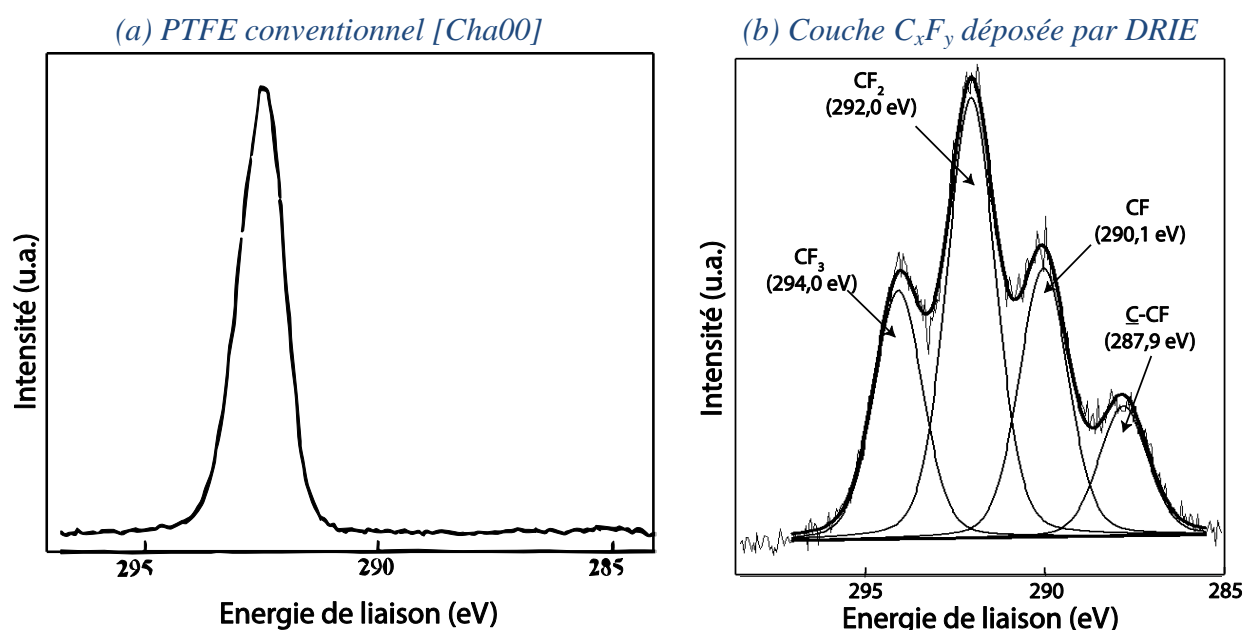 (a) PTFE conventionnel [Cha00]
Intensité (u.a.)
295 290 285
Energie de liaison (eV)
(b) Couche CxFy déposée par DRIE
CF2
(292,0 eV)
CF
(290,1 eV)
CF3
(294,0 eV)
C-CF
(287,9 eV)
Intensité (u.a.)
295 290 285
Energie de liaison (eV)